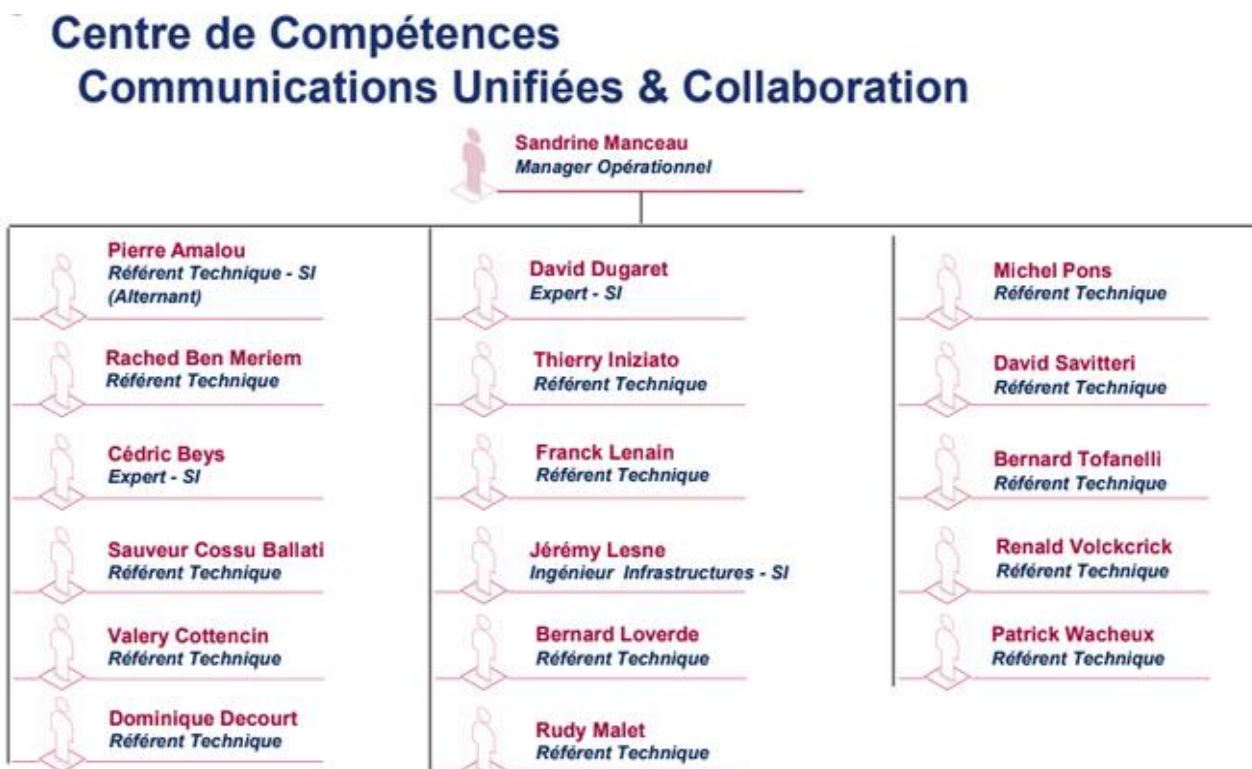 Centre de Compétences
Communications Unifiées & Collaboration
Sandrine Manceau
Manager Opérationnel
Pierre Amalou
Référent Technique - SI
(Alternant)
Rached Ben Meriem
Référent Technique
Cédric Beys
Expert - SI
Sauveur Cossu Ballati
Référent Technique
Valery Cottencin
Référent Technique
Dominique Decourt
Référent Technique
David Dugaret
Expert - SI
Thierry Iniziato
Référent Technique
Franck Lenain
Référent Technique
Jérémy Lesne
Ingénieur Infrastructures - SI
Bernard Loverde
Référent Technique
Rudy Malet
Référent Technique
Michel Pons
Référent Technique
David Savitteri
Référent Technique
Bernard Tofanelli
Référent Technique
Renald Volckcrick
Référent Technique
Patrick Wacheux
Référent Technique